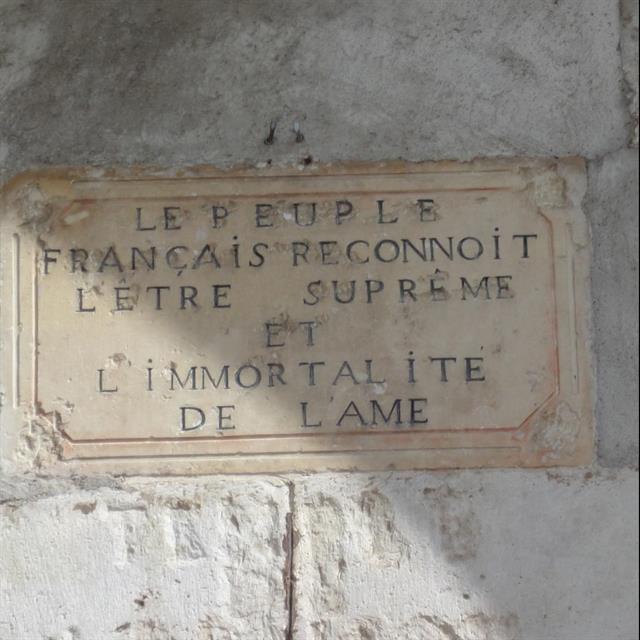 LE PEUPLE
FRANÇAiS RECONNOiT
L'ÊTRE SUPRÊME
ET
L'iMMORTALiTÉ
DE L'AME